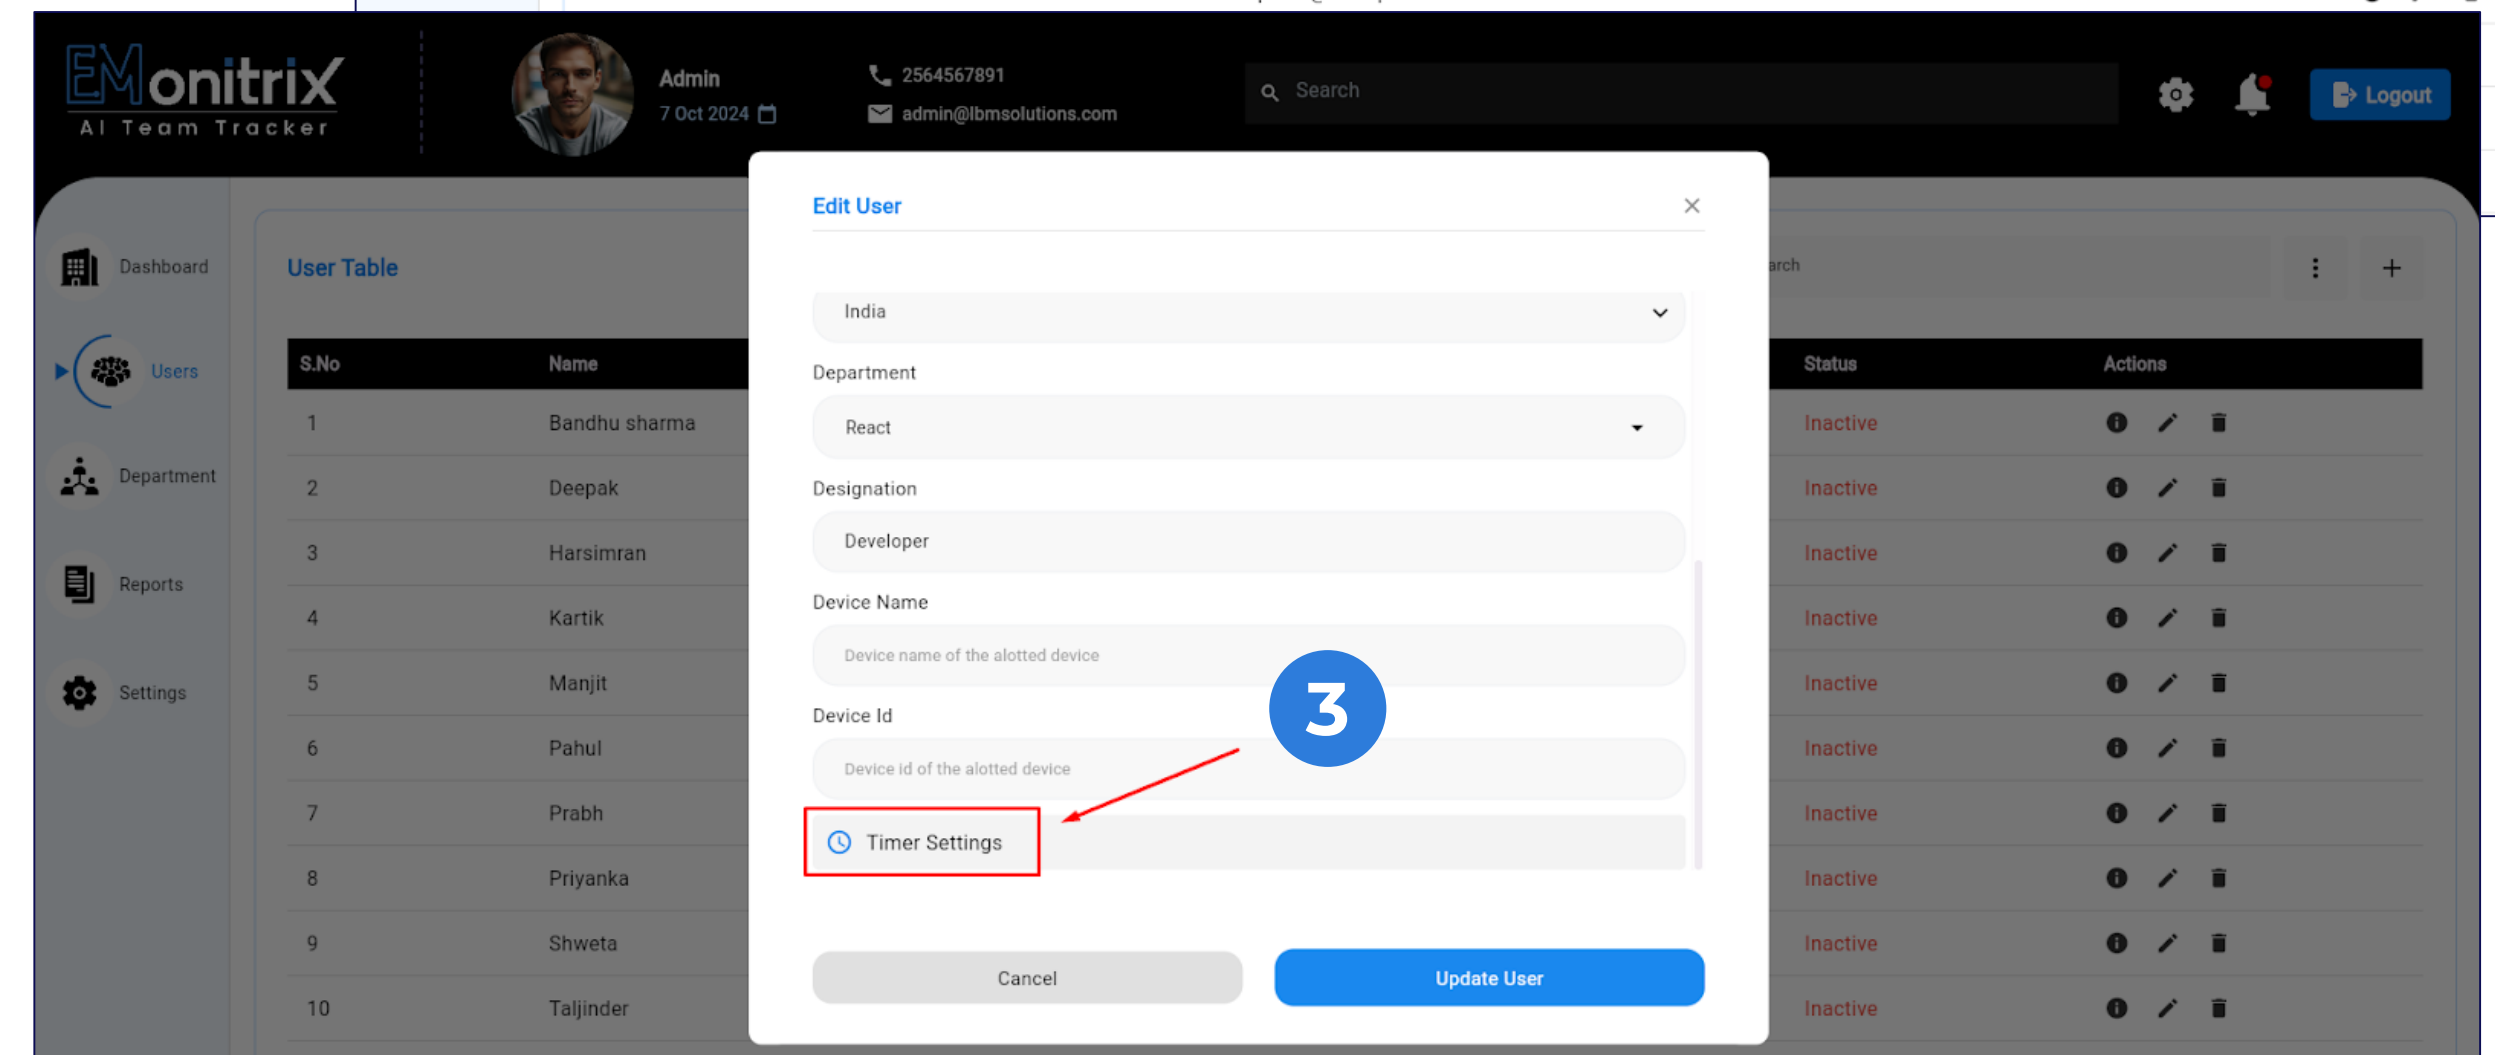 EMonitrix
AI Team Tracker
Admin
7 Oct 2024
2564567891
admin@lbmsolutions.com
Search
Logout
Dashboard
Users
Department
Reports
Settings
User Table
arch
S.No Name Status Actions
1 Bandhu sharma Inactive
2 Deepak Inactive
3 Harsimran Inactive
4 Kartik Inactive
5 Manjit Inactive
6 Pahul Inactive
7 Prabh Inactive
8 Priyanka Inactive
9 Shweta Inactive
10 Taljinder Inactive
Edit User
India
Department
React
Designation
Developer
Device Name
Device name of the alotted device
3
Device Id
Device id of the alotted device
Timer Settings
Cancel
Update User